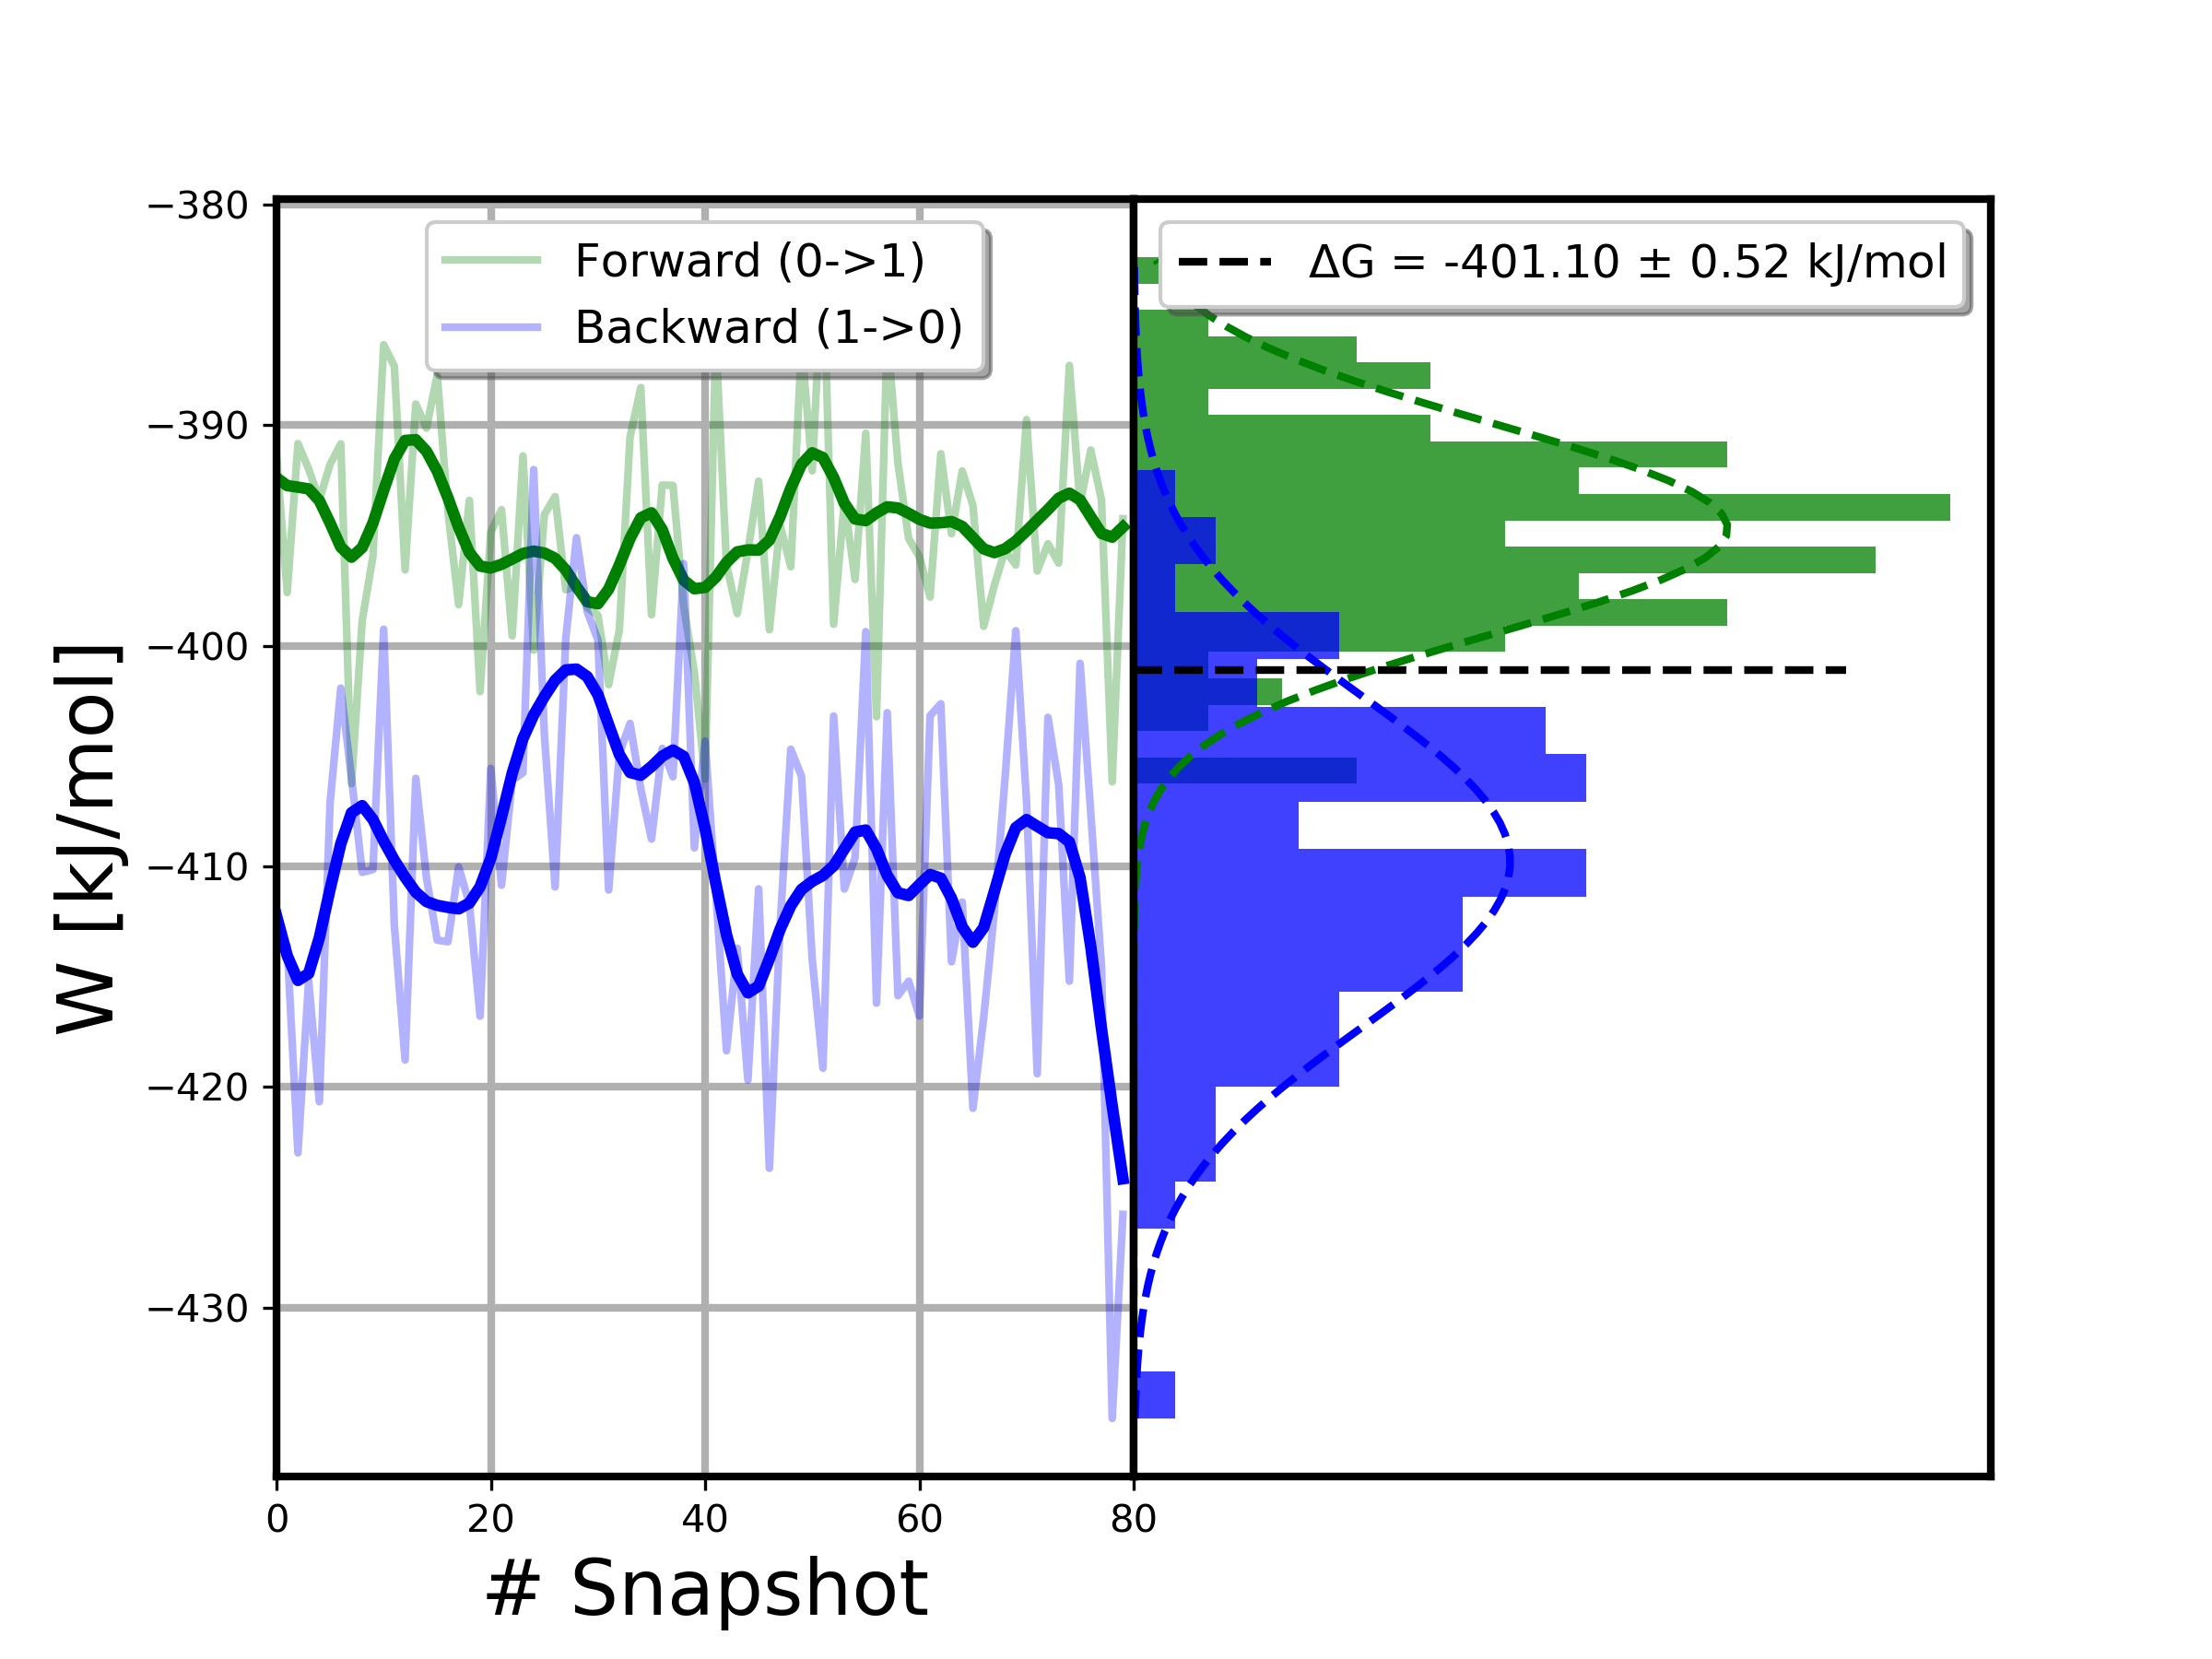 Forward (0->1)
Backward (1->0)
ΔG = -401.10 ± 0.52 kJ/mol
−380
−390
−400
−410
−420
−430
W [kJ/mol]
0 20 40 60 80
# Snapshot